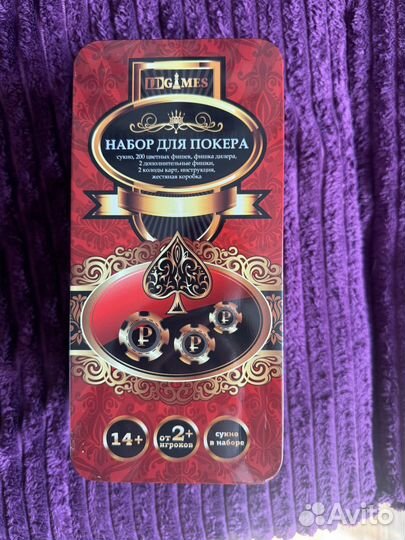 GAMES
НАБОР ДЛЯ ПОКЕРА
сукно, 200 цветных фишек, фишка дилера,
2 дополнительные фишки,
2 колоды карт, инструкция,
жестяная коробка
₽ ₽ ₽
14+
от 2+
игроков
сукно
в наборе
Avito